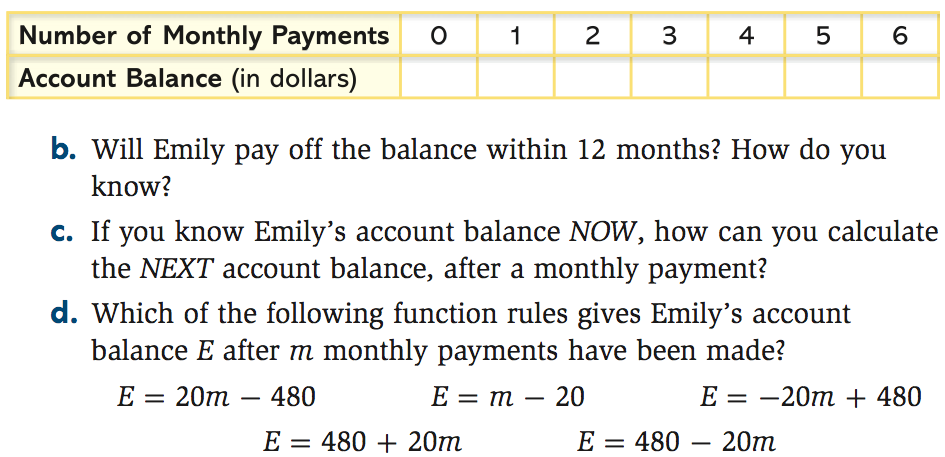 Number of Monthly Payments 0 1 2 3 4 5 6
Account Balance (in dollars)
b. Will Emily pay off the balance within 12 months? How do you
know?
c. If you know Emily’s account balance NOW, how can you calculate
the NEXT account balance, after a monthly payment?
d. Which of the following function rules gives Emily’s account
balance E after m monthly payments have been made?
E = 20m − 480 E = m − 20 E = −20m + 480
E = 480 + 20m E = 480 − 20m